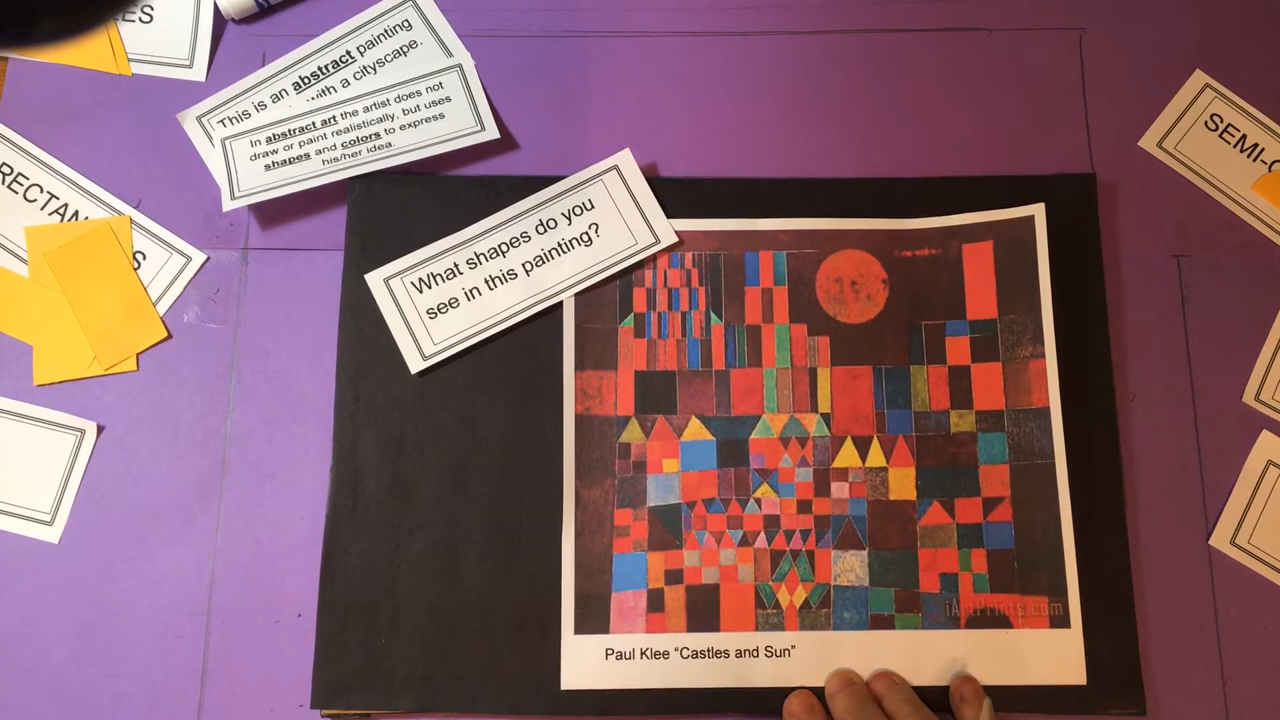 ES
This is an abstract painting
with a cityscape.
In abstract art the artist does not
draw or paint realistically, but uses
shapes and colors to express
his/her idea.
What shapes do you
see in this painting?
RECTAN S
SEMI-C
iArtPrints.com
Paul Klee “Castles and Sun”